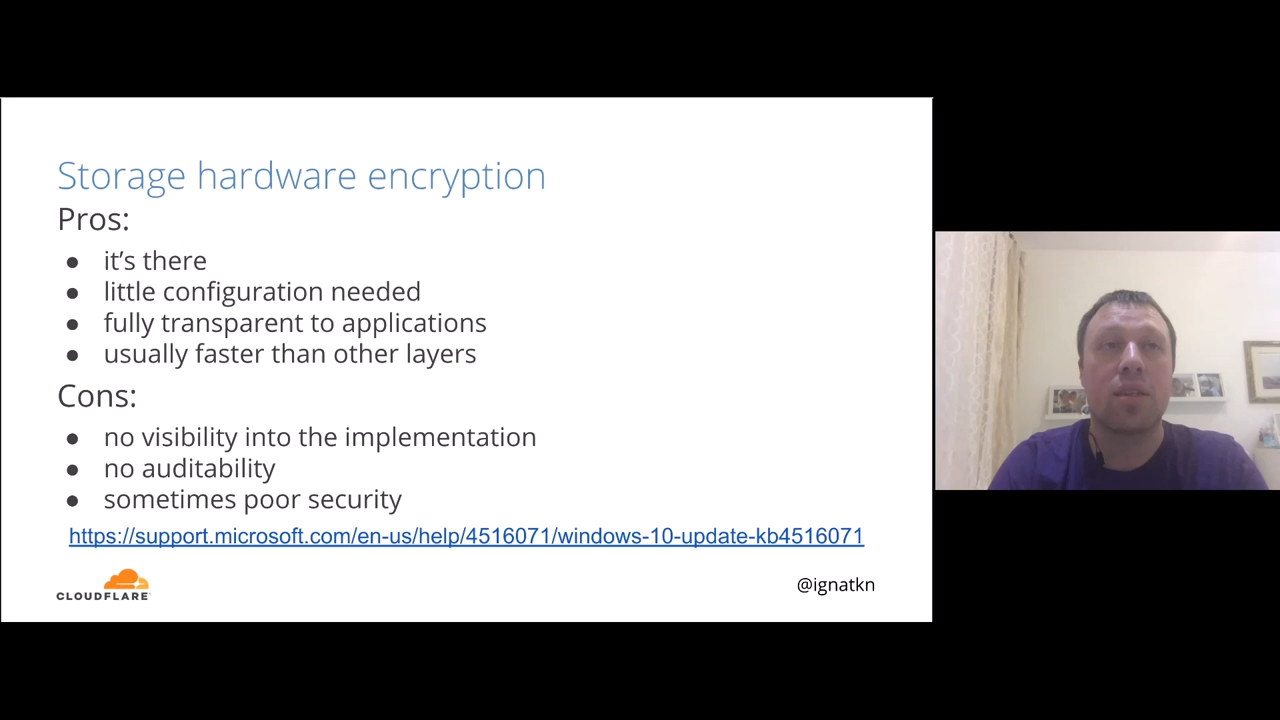 Storage hardware encryption
Pros:
● it's there
● little configuration needed
● fully transparent to applications
● usually faster than other layers
Cons:
● no visibility into the implementation
● no auditability
● sometimes poor security
https://support.microsoft.com/en-us/help/4516071/windows-10-update-kb4516071
CLOUDFLARE
@ignatkn